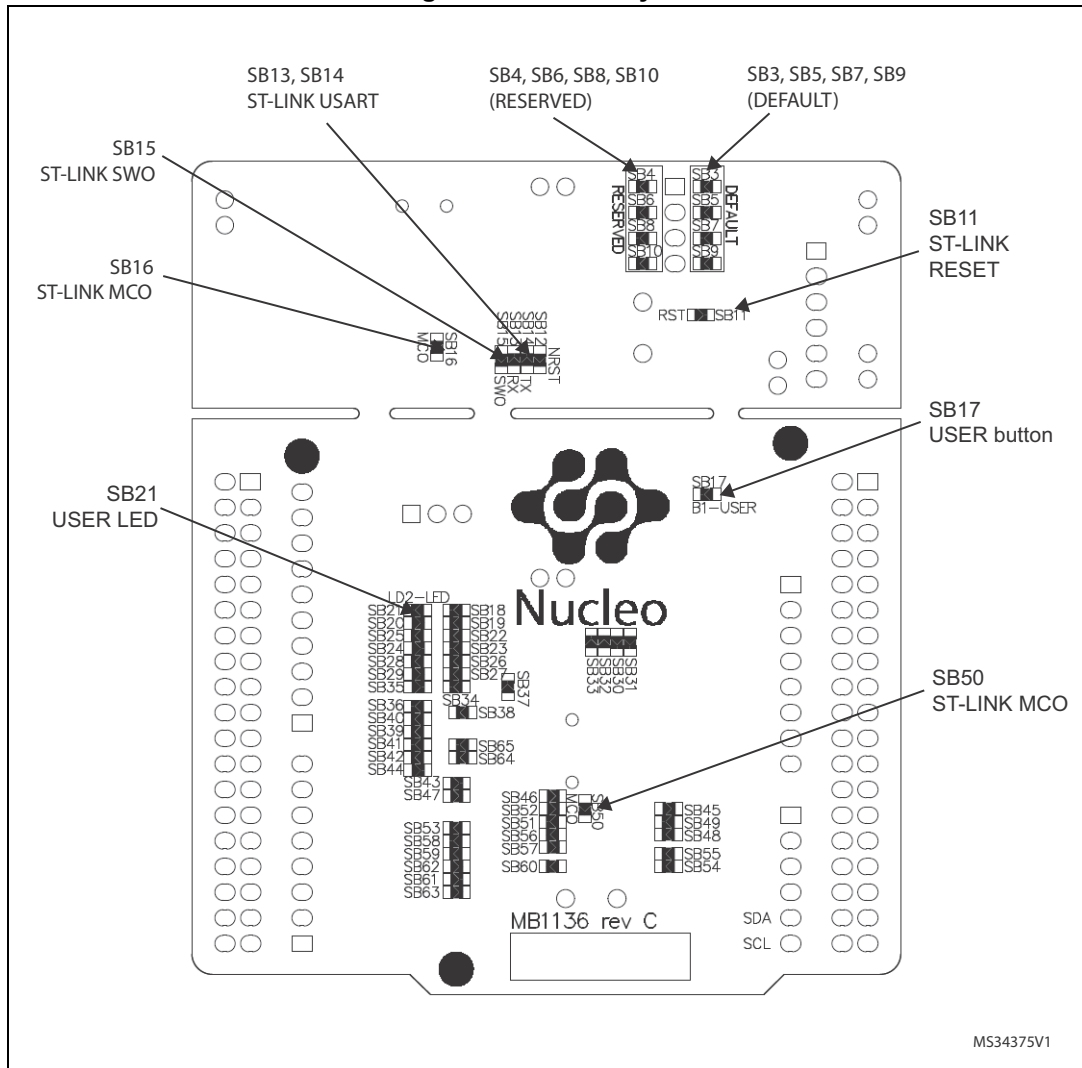 SB13, SB14
ST-LINK USART
SB4, SB6, SB8, SB10
(RESERVED)
SB3, SB5, SB7, SB9
(DEFAULT)
SB15
ST-LINK SWO
SB16
ST-LINK MCO
SB11
ST-LINK
RESET
SB4
SB6
SB8
SB10
RESERVED
SB3
SB5
SB7
SB9
DEFAULT
RST
SB11
MCO
SB16
SB15
SB13
SB14
SB12
SWO
RX
TX
NRST
SB17
USER button
SB17
B1-USER
SB21
USER LED
Nucleo
LD2-LED
SB21
SB20
SB25
SB24
SB28
SB29
SB35
SB18
SB19
SB22
SB23
SB26
SB27
SB34
SB37
SB38
SB33
SB32
SB30
SB31
SB36
SB40
SB39
SB41
SB42
SB44
SB65
SB64
SB43
SB47
SB50
ST-LINK MCO
SB46
SB52
SB51
SB56
SB57
SB60
MCO
SB50
SB45
SB49
SB48
SB55
SB54
SB53
SB58
SB59
SB62
SB61
SB63
MB1136 rev C
SDA
SCL
MS34375V1